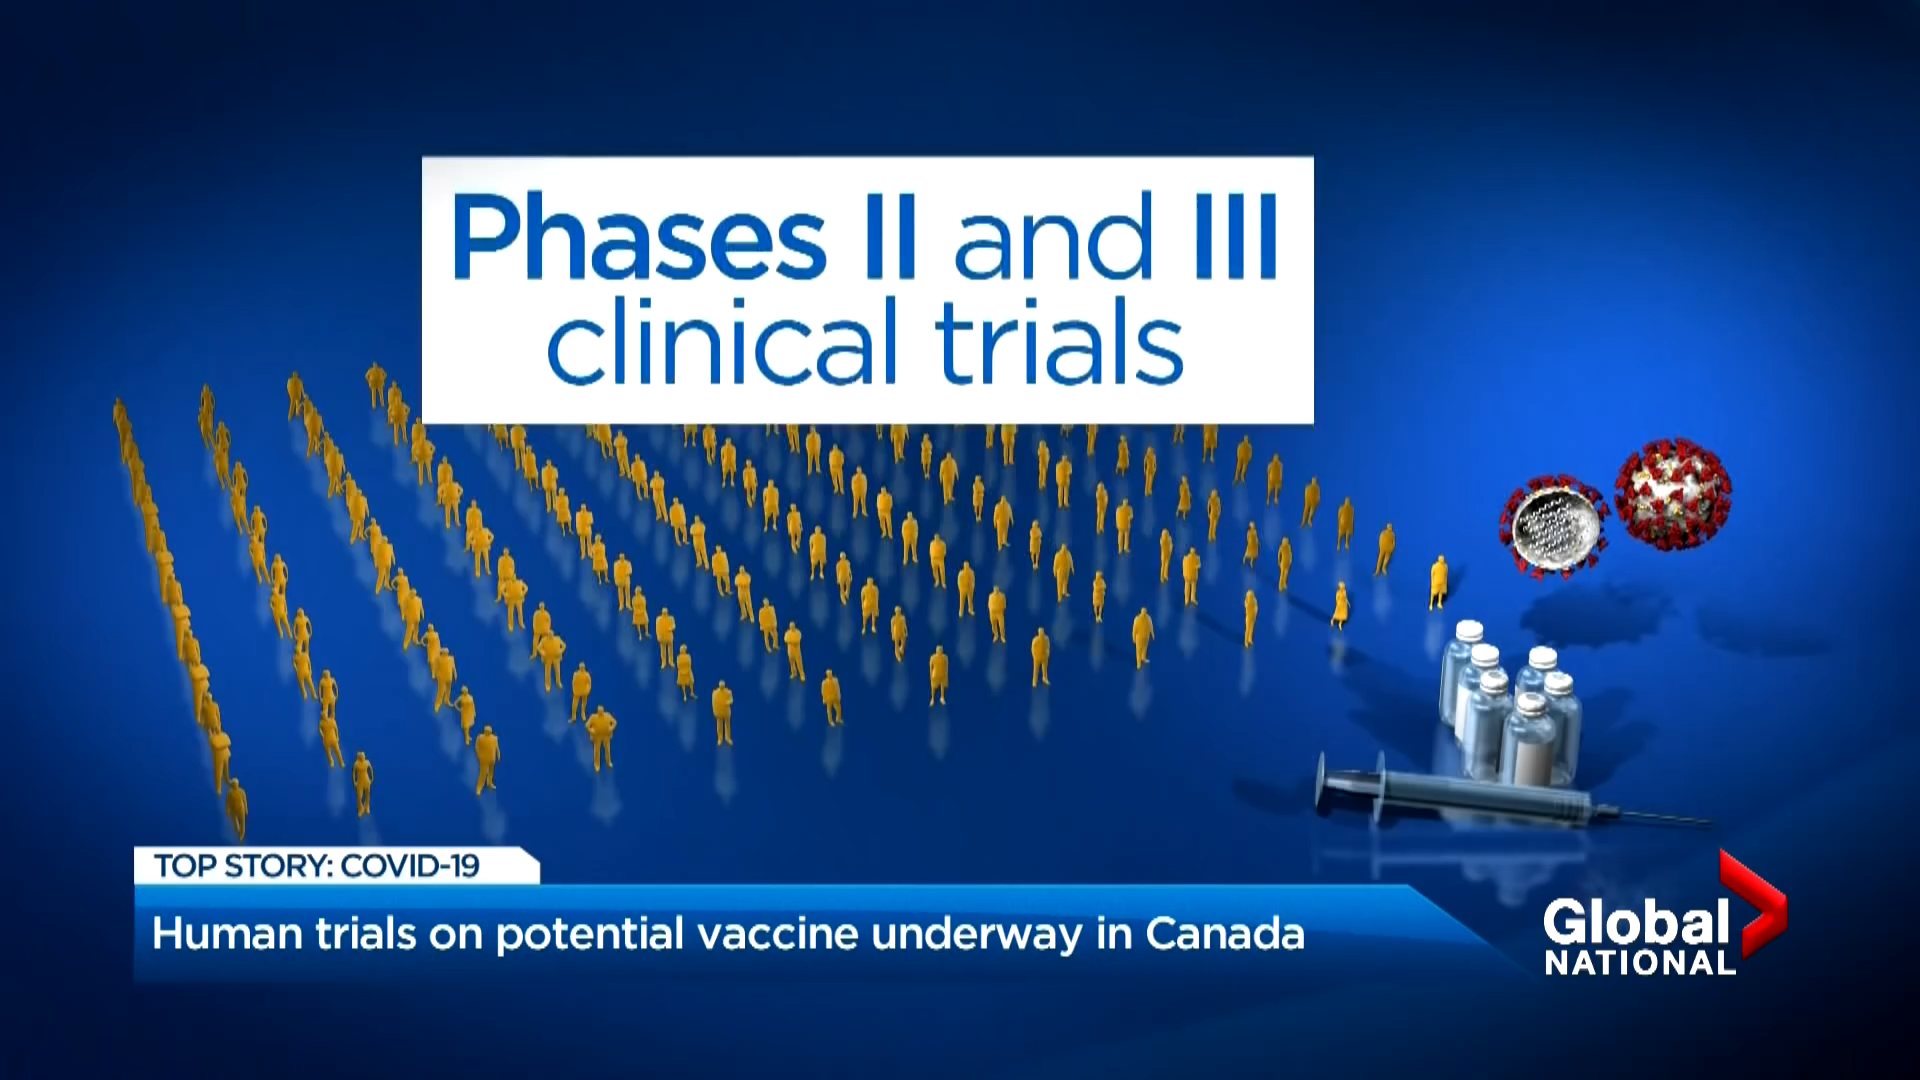 Phases II and III
clinical trials
TOP STORY: COVID-19
Human trials on potential vaccine underway in Canada
Global
NATIONAL